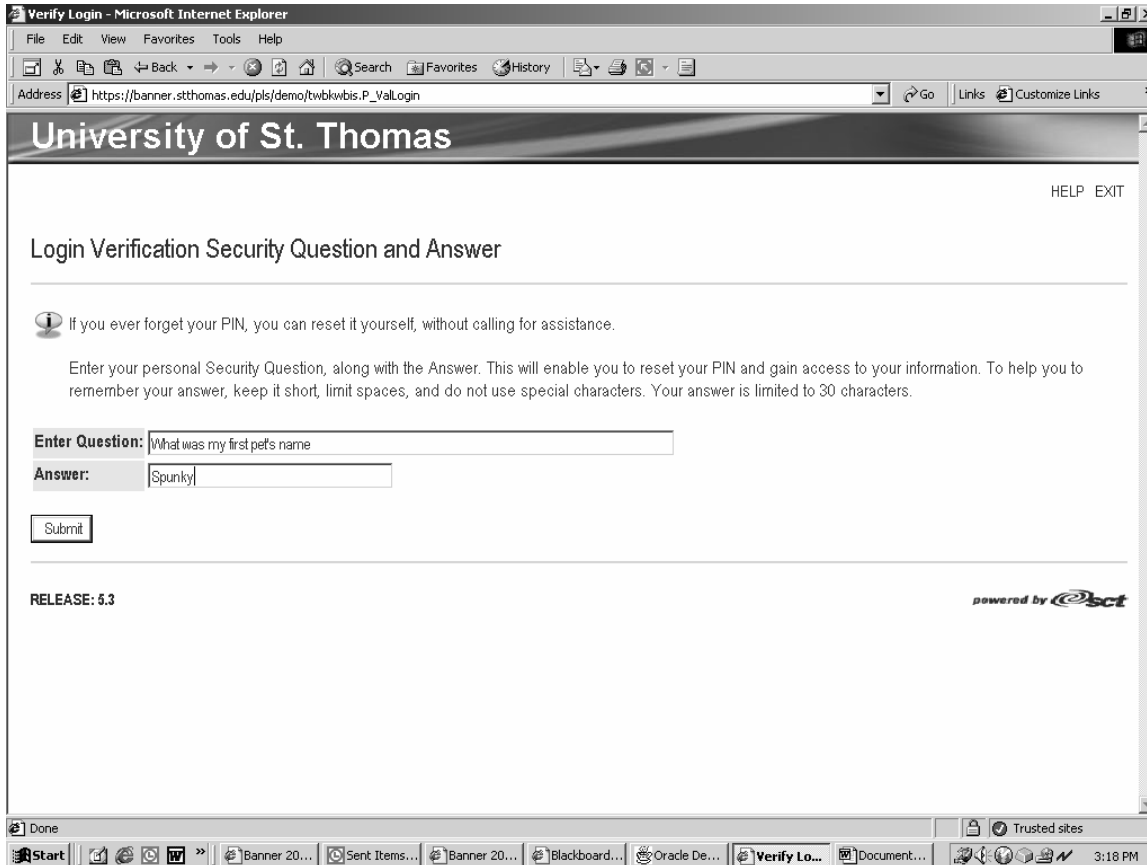 Verify Login - Microsoft Internet Explorer
File Edit View Favorites Tools Help
Back Search Favorites History
Address https://banner.stthomas.edu/pls/demo/twbkwbis.P_ValLogin Go Links Customize Links
University of St. Thomas
HELP EXIT
Login Verification Security Question and Answer
If you ever forget your PIN, you can reset it yourself, without calling for assistance.
Enter your personal Security Question, along with the Answer. This will enable you to reset your PIN and gain access to your information. To help you to
remember your answer, keep it short, limit spaces, and do not use special characters. Your answer is limited to 30 characters.
Enter Question: What was my first pet's name
Answer: Spunky
Submit
RELEASE: 5.3 powered by sct
Done Trusted sites
Start Banner 20... Sent Items... Banner 20... Blackboard... Oracle De... Verify Lo... Document... 3:18 PM